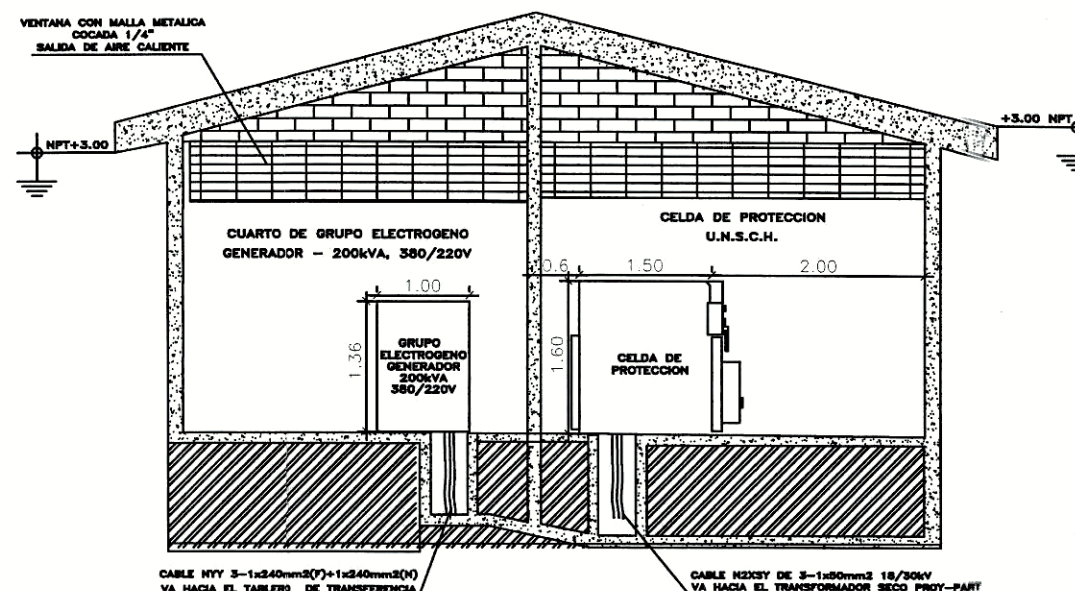 VENTANA CON MALLA METALICA
COCADA 1/4"
SALIDA DE AIRE CALIENTE
NPT+3.00
+3.00 NPT
CUARTO DE GRUPO ELECTROGENO
GENERADOR - 200kVA, 380/220V
CELDA DE PROTECCION
U.N.S.C.H.
0.6
1.50
2.00
1.00
1.36
GRUPO
ELECTROGENO
GENERADOR
200kVA
380/220V
1.60
CELDA DE
PROTECCION
CABLE NYY 3-1x240mm2(F)+1x240mm2(N)
VA HACIA EL TABLERO DE TRANSFERENCIA
CABLE N2XSY DE 3-1x50mm2 18/30kV
VA HACIA EL TRANSFORMADOR SECO PROY-PART